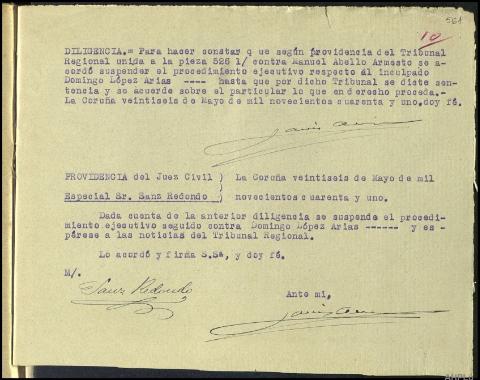 561
10
DILIGENCIA.= Para hacer constar q ue según providencia del Tribunal
Regional unida a la pieza 526 1/ contra Manuel Abello Armesto se a-
cordó suspender el procedimiento ejecutivo respecto al inculpado
Domingo López Arias ---- hasta que por dicho Tribunal se dicte sen-
tencia y se acuerde sobre el particular lo que en derecho proceda.-
La Coruña veintiseis de Mayo de mil novecientos cuarenta y uno.doy fé.
PROVIDENCIA del Juez Civil ) La Coruña veintiseis de Mayo de mil
Especial Sr. Sanz Redondo ) novecientos cuarenta y uno.
Dada cuenta de la anterior diligencia se suspende el procedi-
miento ejecutivo seguido contra Domingo López Arias ------ y es-
pérese a las noticias del Tribunal Regional.
Lo acordó y firma S.Sª, y doy fé.
M/.
Sanz Redondo
Ante mi,